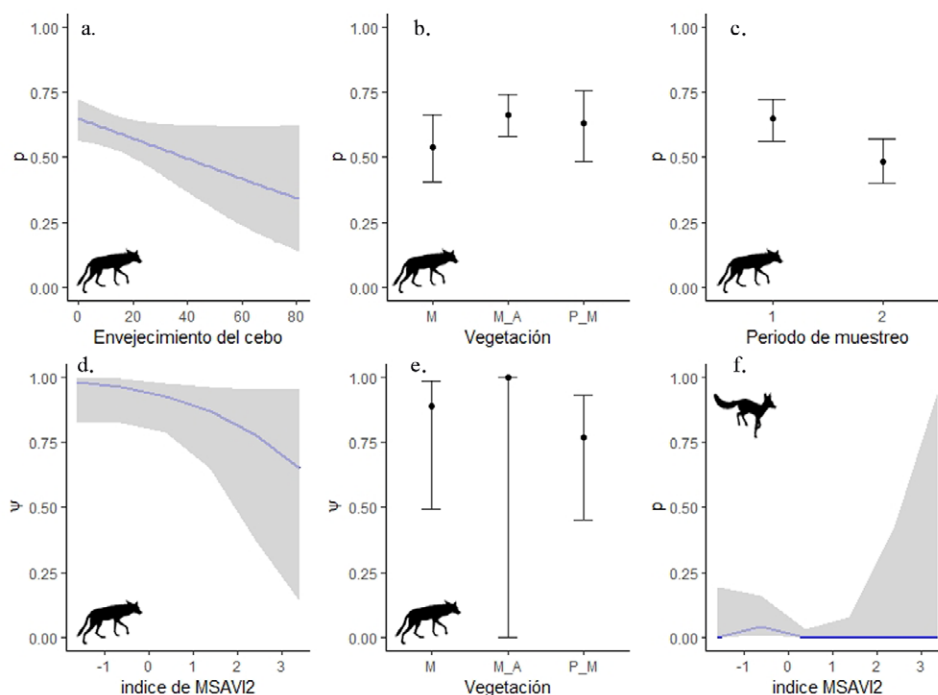 a.
1.00
0.75
0.50
0.25
0.00
p
0 20 40 60 80
Envejecimiento del cebo
b.
1.00
0.75
0.50
0.25
0.00
p
M M_A P_M
Vegetación
c.
1.00
0.75
0.50
0.25
0.00
p
1 2
Periodo de muestreo
d.
1.00
0.75
0.50
0.25
0.00
Ψ
-1 0 1 2 3
indice de MSAVI2
e.
1.00
0.75
0.50
0.25
0.00
Ψ
M M_A P_M
Vegetación
f.
1.00
0.75
0.50
0.25
0.00
p
-1 0 1 2 3
indice MSAVI2